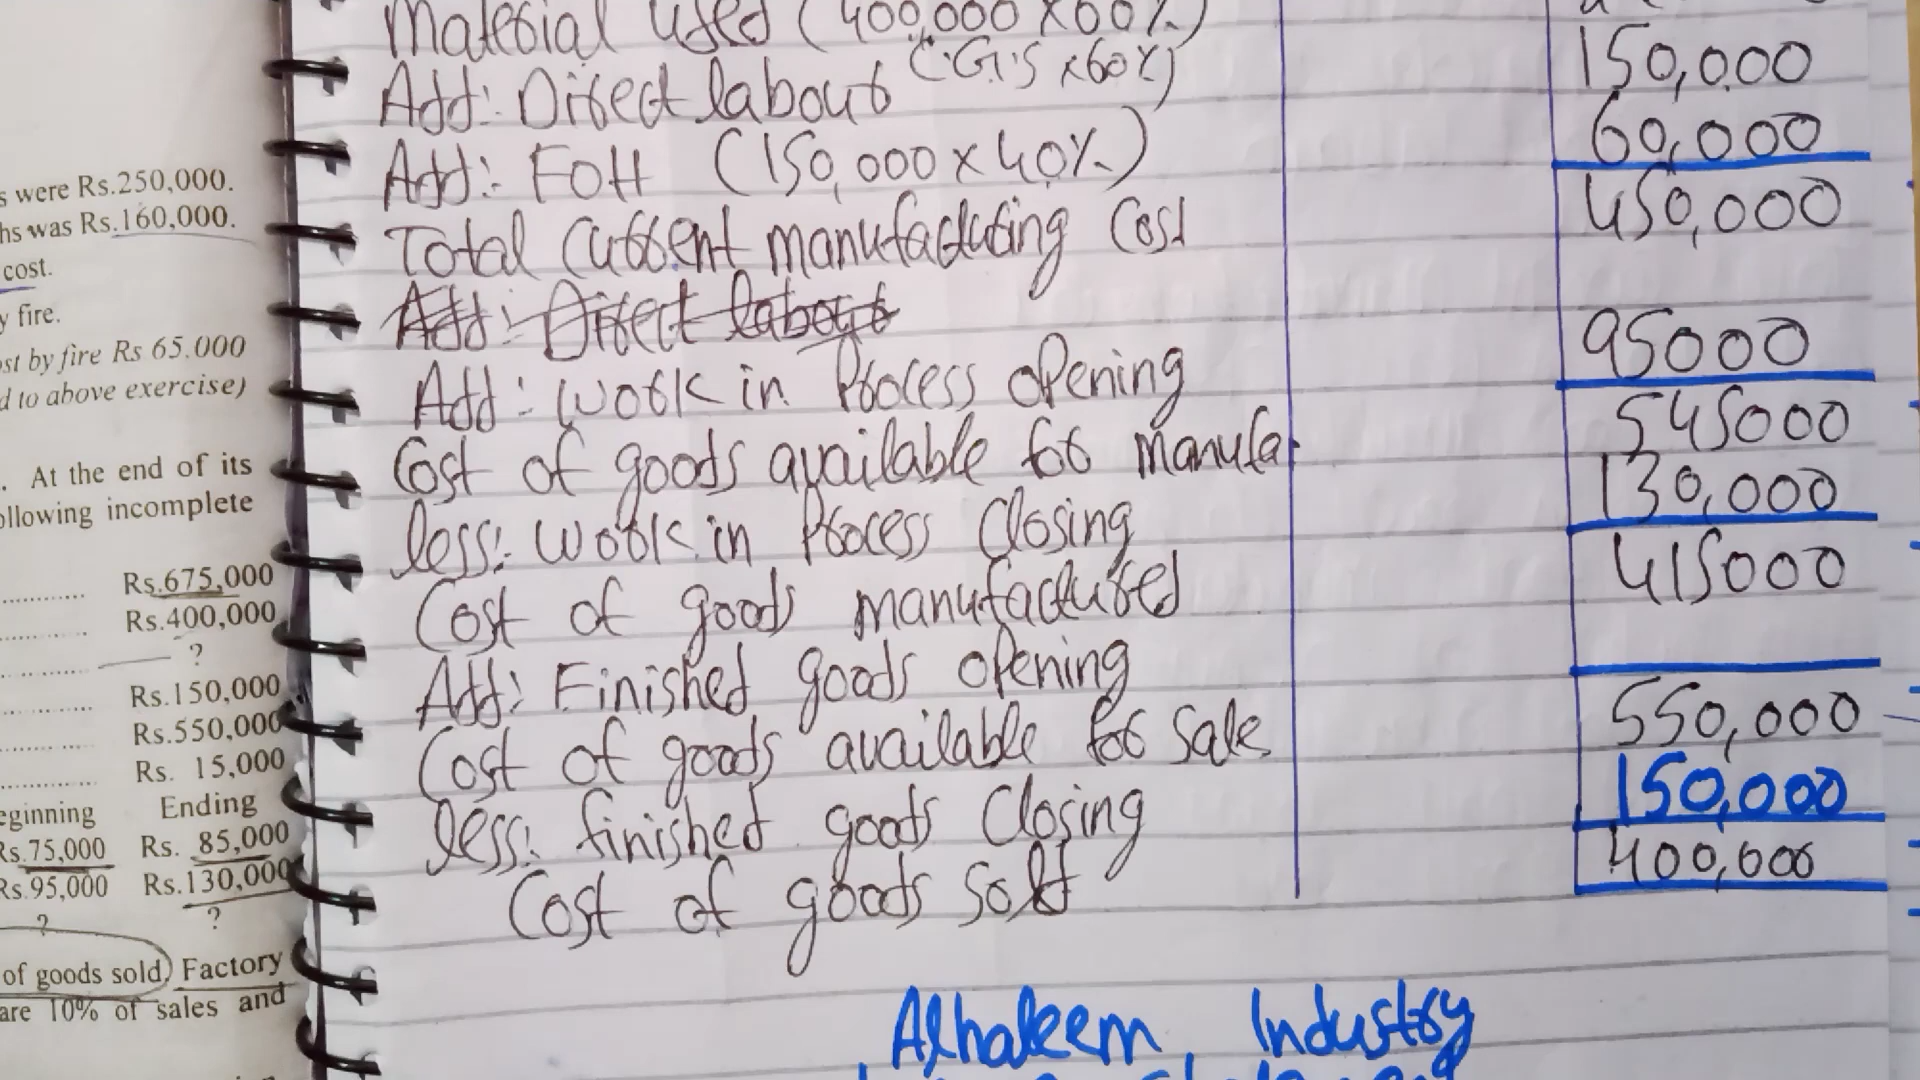 s were Rs.250,000.
hs was Rs.160,000.
cost.
y fire.
ost by fire Rs 65.000
d to above exercise)
. At the end of its
ollowing incomplete
Rs.675,000
Rs.400,000
?
Rs.150,000
Rs.550,000
Rs. 15,000
eginning Ending
Rs.75,000 Rs. 85,000
Rs.95,000 Rs.130,000
? ?
of goods sold) Factory
are 10% of sales and
Material Used (400,000 x60%)
Add: Direct labour (C.G.S x60%) 150,000
Add: FOH (150,000 x 40%) 60,000
Total Current manufacturing Cost 450,000
Add: Direct labour
Add: Work in Process opening 95000
Cost of goods available for manufa. 545000
less: Work in Process Closing 130,000
Cost of goods manufactured 415000
Add: Finished goods opening
Cost of goods available for Sale 550,000
less: finished goods Closing 150,000
Cost of goods Sold 400,000
Alhaleem Industry